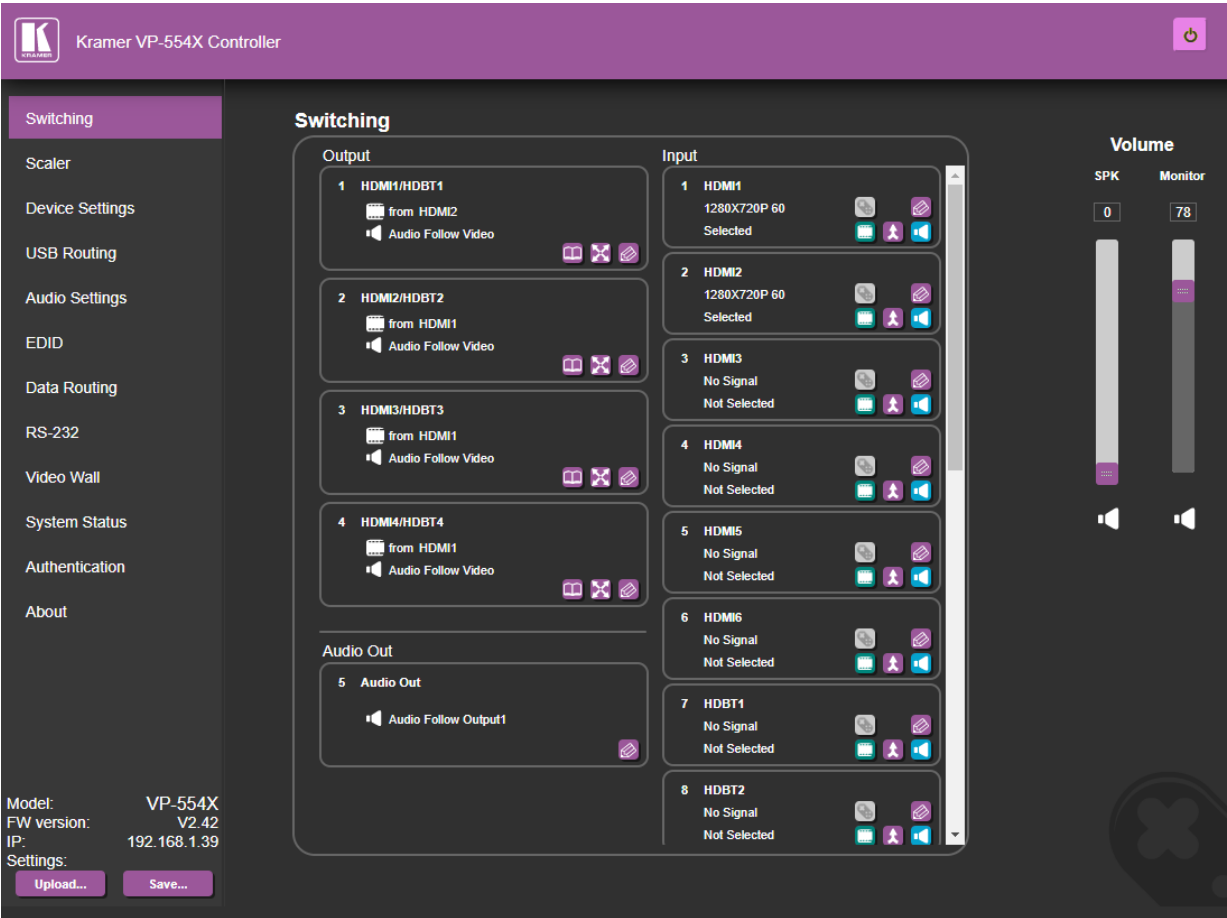 KRAMER
Kramer VP-554X Controller
Switching
Scaler
Device Settings
USB Routing
Audio Settings
EDID
Data Routing
RS-232
Video Wall
System Status
Authentication
About
Model: VP-554X
FW version: V2.42
IP: 192.168.1.39
Settings:
Upload... Save...
Switching
Output
1 HDMI1/HDBT1
from HDMI2
Audio Follow Video
2 HDMI2/HDBT2
from HDMI1
Audio Follow Video
3 HDMI3/HDBT3
from HDMI1
Audio Follow Video
4 HDMI4/HDBT4
from HDMI1
Audio Follow Video
Audio Out
5 Audio Out
Audio Follow Output1
Input
1 HDMI1
1280X720P 60
Selected
2 HDMI2
1280X720P 60
Selected
3 HDMI3
No Signal
Not Selected
4 HDMI4
No Signal
Not Selected
5 HDMI5
No Signal
Not Selected
6 HDMI6
No Signal
Not Selected
7 HDBT1
No Signal
Not Selected
8 HDBT2
No Signal
Not Selected
Volume
SPK Monitor
0 78